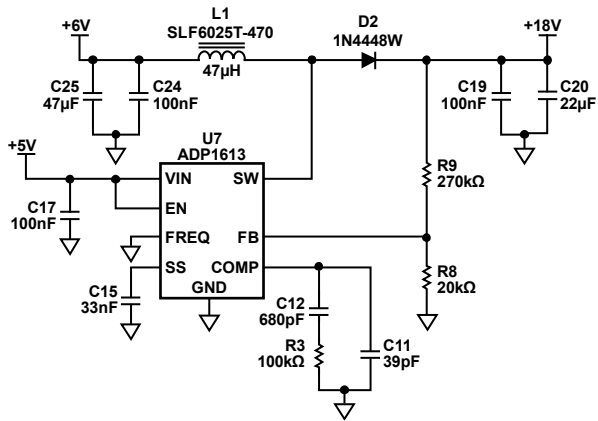 L1
SLF6025T-470
47µH
D2
1N4448W
+6V
+18V
C25
47µF
C24
100nF
C19
100nF
C20
22µF
U7
ADP1613
+5V
VIN
SW
EN
FREQ
FB
SS
COMP
GND
C17
100nF
R9
270kΩ
R8
20kΩ
C15
33nF
C12
680pF
R3
100kΩ
C11
39pF